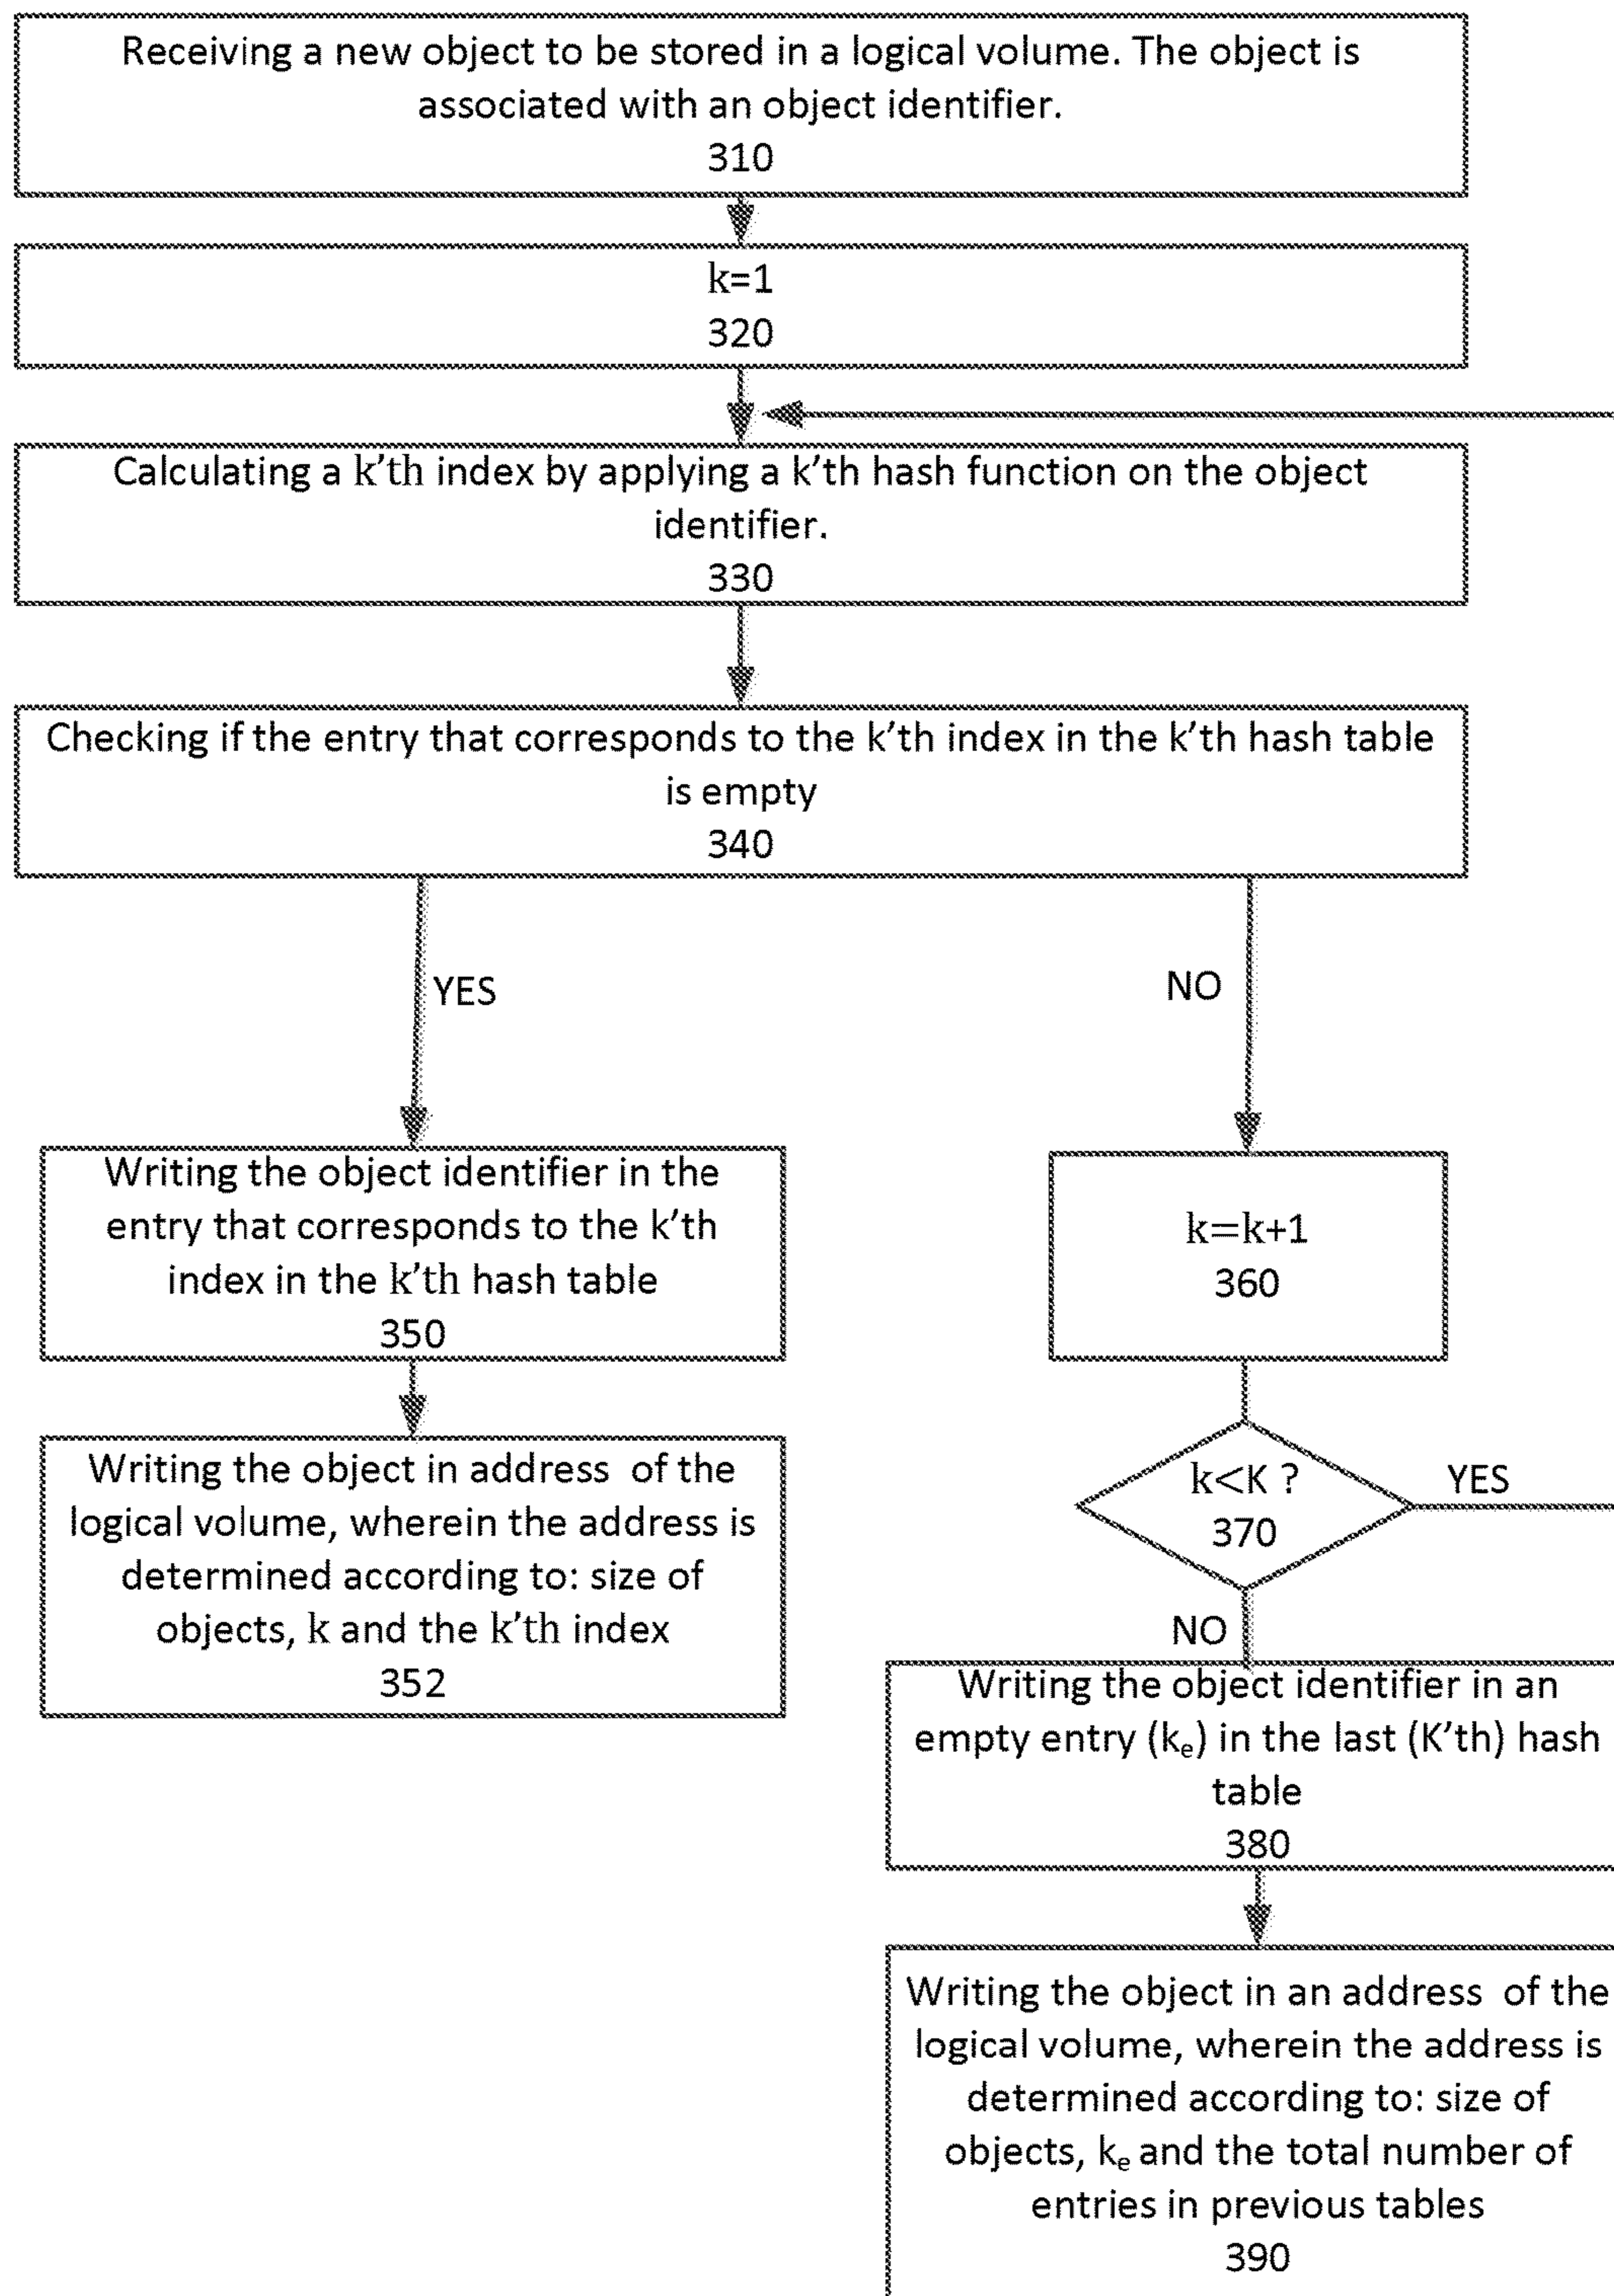 Receiving a new object to be stored in a logical volume. The object is
associated with an object identifier.
310
k=1
320
Calculating a k’th index by applying a k’th hash function on the object
identifier.
330
Checking if the entry that corresponds to the k’th index in the k’th hash table
is empty
340
YES
NO
Writing the object identifier in the
entry that corresponds to the k’th
index in the k’th hash table
350
k=k+1
360
Writing the object in address of the
logical volume, wherein the address is
determined according to: size of
objects, k and the k’th index
352
k<K ?
370
YES
NO
Writing the object identifier in an
empty entry (kₑ) in the last (K’th) hash
table
380
Writing the object in an address of the
logical volume, wherein the address is
determined according to: size of
objects, kₑ and the total number of
entries in previous tables
390